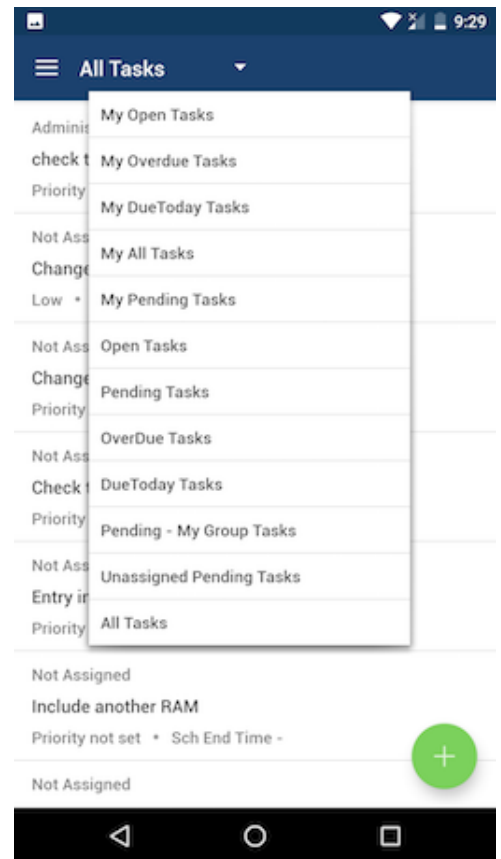 9:29
All Tasks
Adminis
My Open Tasks
check t
My Overdue Tasks
Priority
My DueToday Tasks
Not Ass
My All Tasks
Change
Low •
My Pending Tasks
Not Ass
Open Tasks
Change
Pending Tasks
Priority
OverDue Tasks
Not Ass
Check t
DueToday Tasks
Priority
Pending - My Group Tasks
Not Ass
Unassigned Pending Tasks
Entry in
Priority
All Tasks
Not Assigned
Include another RAM
Priority not set • Sch End Time -
Not Assigned